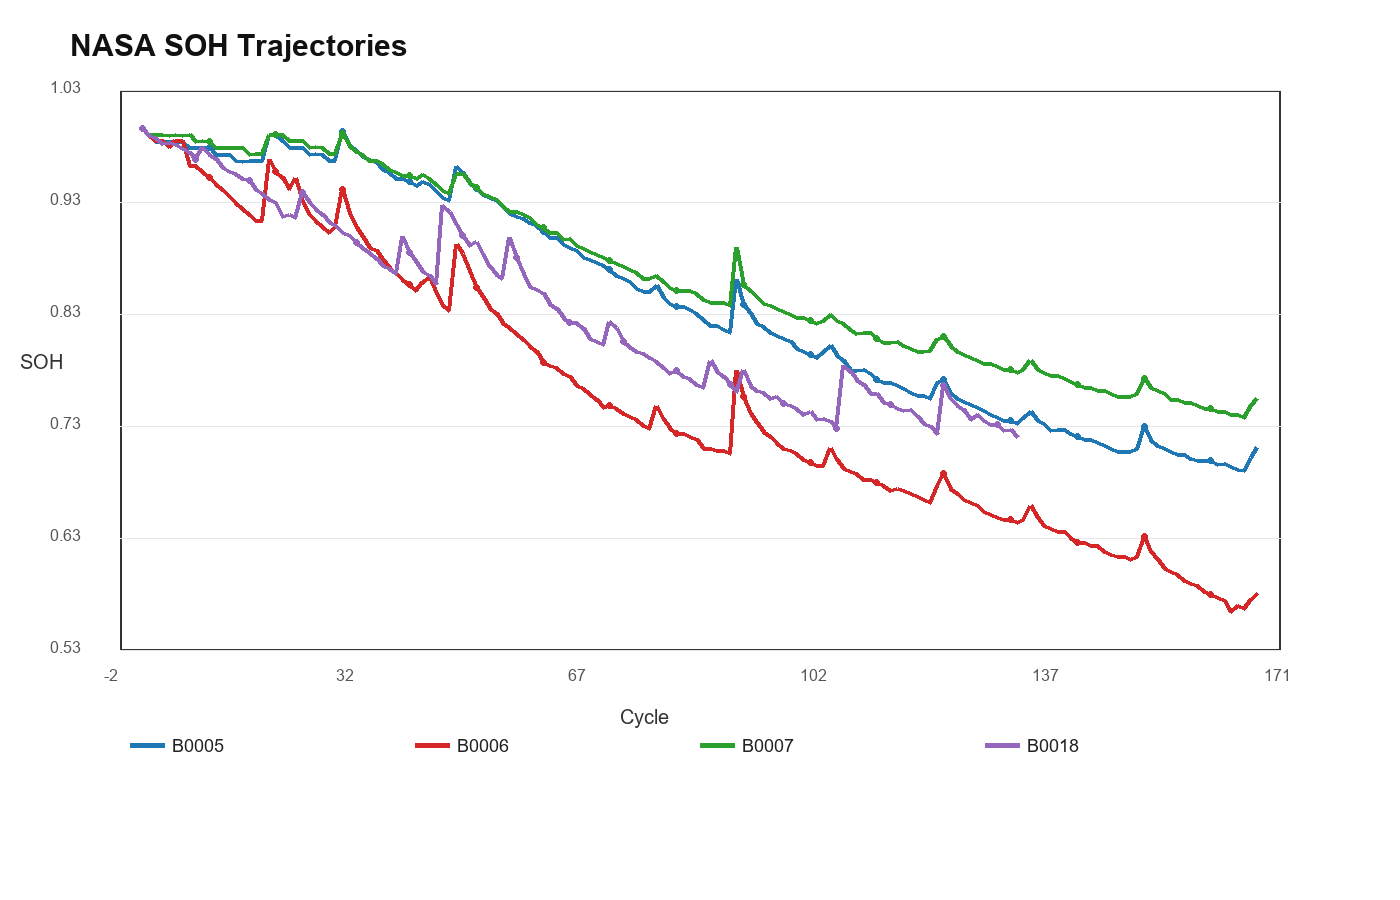 NASA SOH Trajectories
1.03
0.93
0.83
SOH
0.73
0.63
0.53
-2 32 67 102 137 171
Cycle
B0005 B0006 B0007 B0018